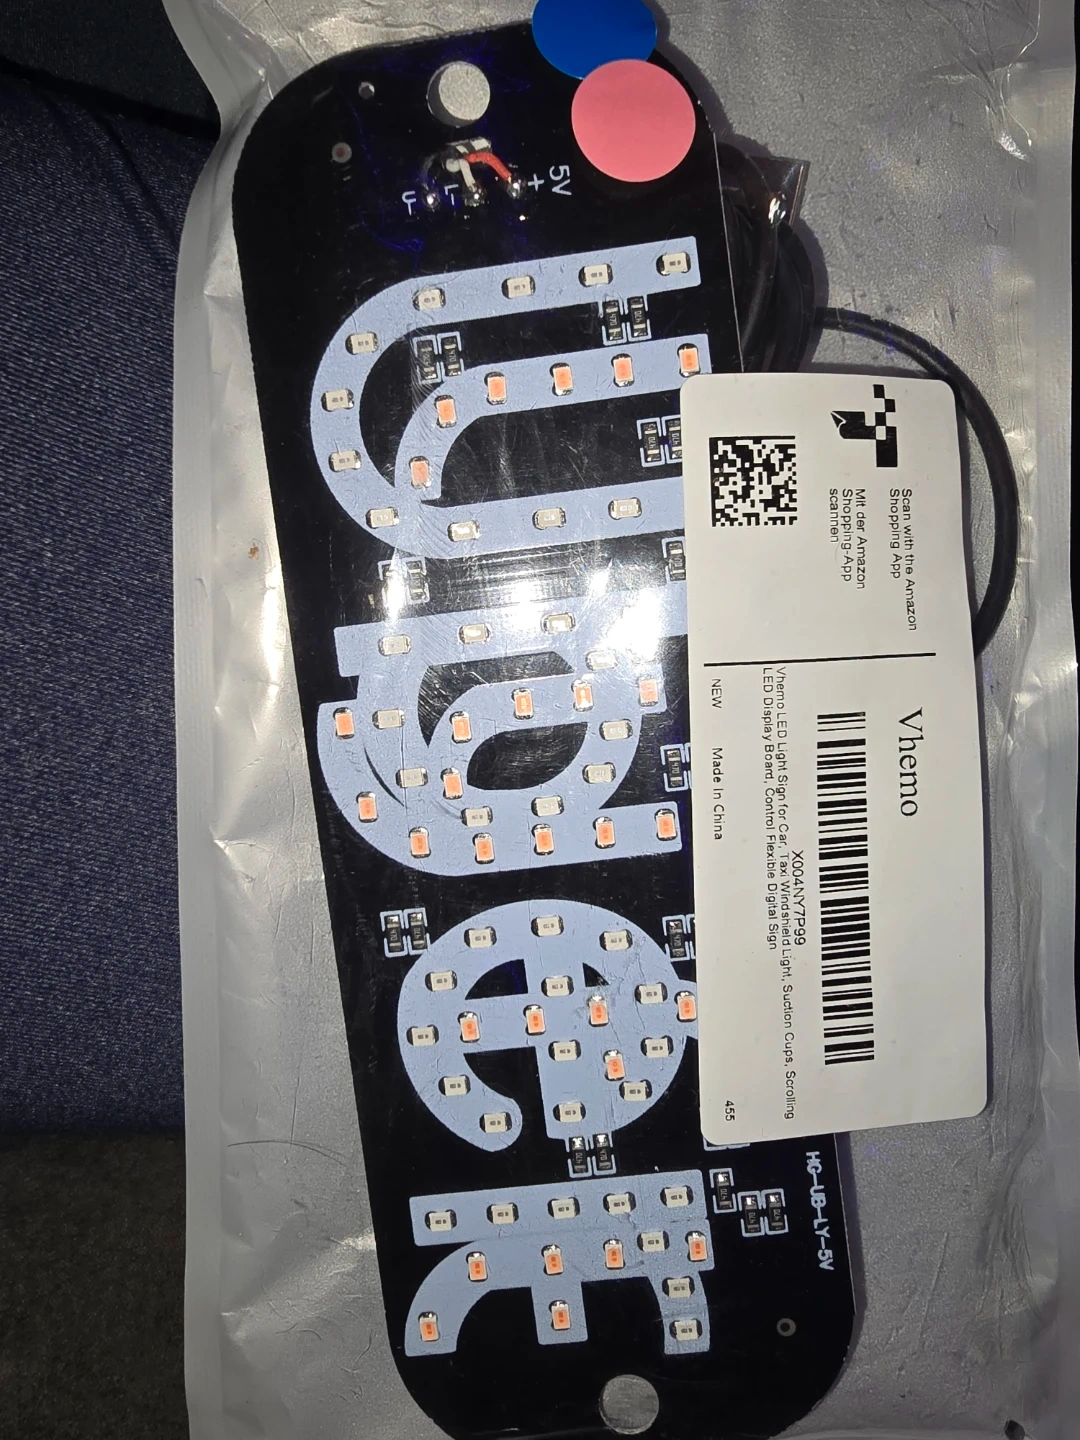 5V
+
L-
U-
Uber
Lyft
HG-UB-LY-5V
Scan with the Amazon
Shopping App
Mit der Amazon
Shopping-App
scannen
Vhemo
X004NY7P99
Vhemo LED Light Sign for Car, Taxi Windshield Light, Suction Cups, Scrolling
LED Display Board, Control Flexible Digital Sign
NEW Made In China
455